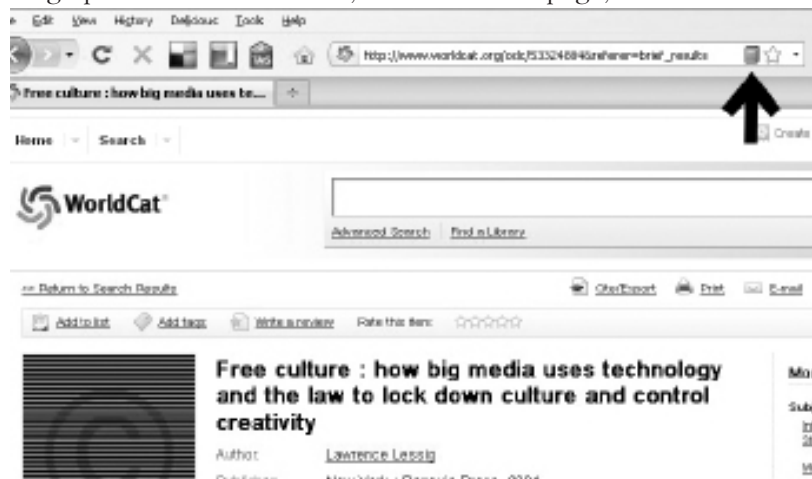 Edit View History Delicious Tools Help
http://www.worldcat.org/oclc/53324884&referer=brief_results
Free culture : how big media uses te...
Home Search
Create
WorldCat
Advanced Search Find a Library
<< Return to Search Results Cite/Export Print E-mail
Add to list Add tags Write a review Rate this item:
Free culture : how big media uses technology
and the law to lock down culture and control
creativity
Author: Lawrence Lessig